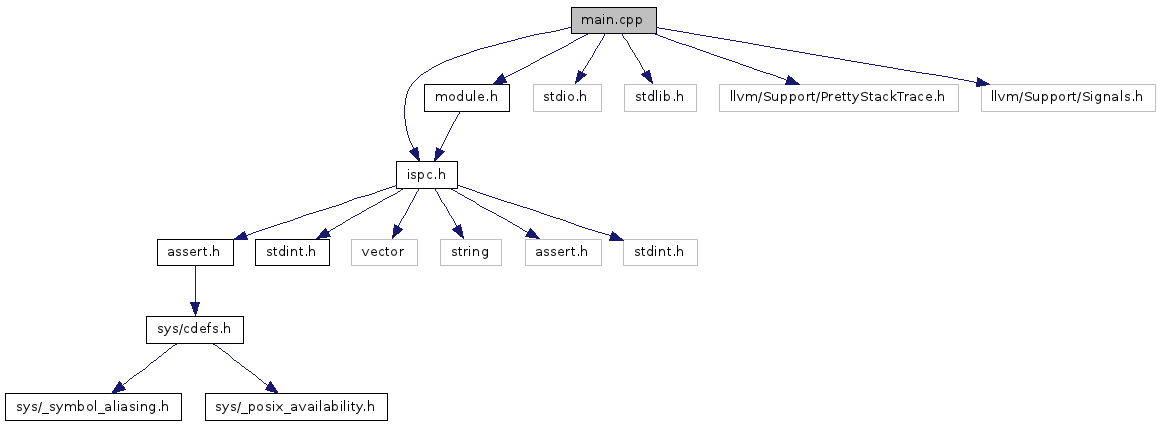 main.cpp
module.h
stdio.h
stdlib.h
llvm/Support/PrettyStackTrace.h
llvm/Support/Signals.h
ispc.h
assert.h
stdint.h
vector
string
assert.h
stdint.h
sys/cdefs.h
sys/_symbol_aliasing.h
sys/_posix_availability.h